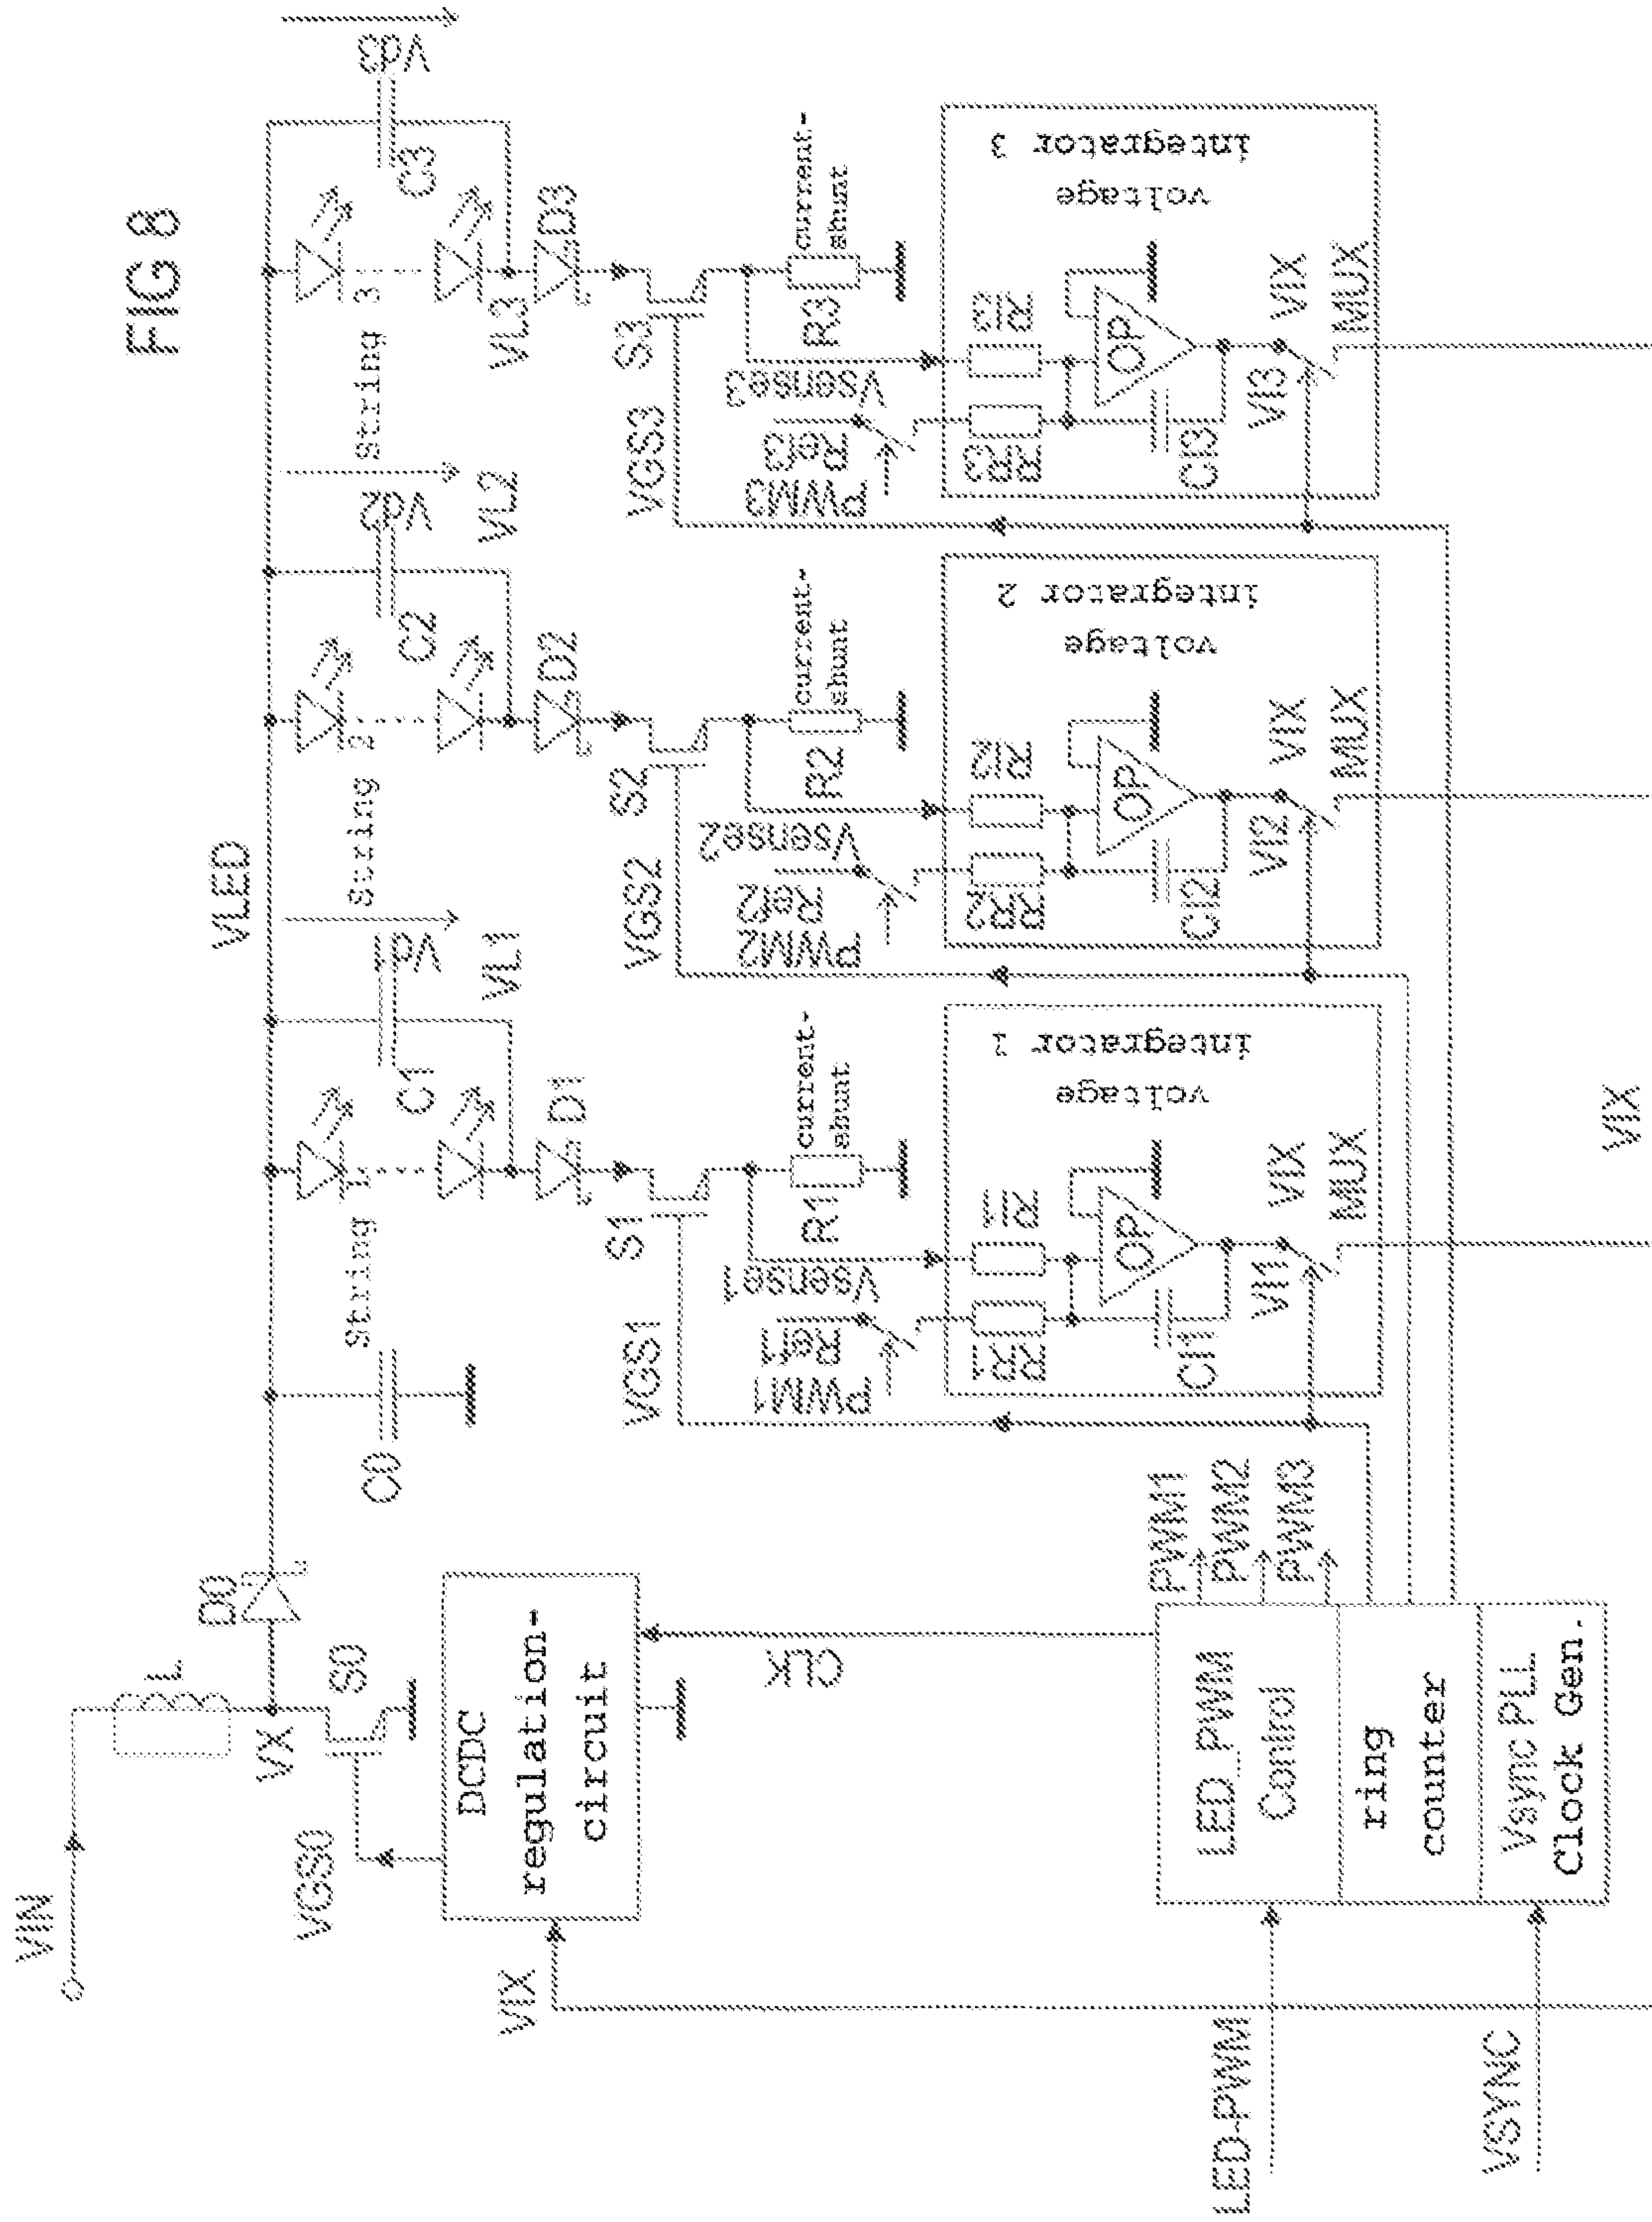 FIG 8
VIN
L
D0
VX
S0
VGS0
VLED
C0
DCDC
regulation-
circuit
VIX
CLK
String 1
C1
Vd1
VL1
D1
S1
VGS1
current-
shunt
R1
Vsense1
Ref1
PWM1
RR1
RI1
OP
CI1
VI1
voltage
integrator 1
VIX
MUX
String 2
C2
Vd2
VL2
D2
S2
VGS2
current-
shunt
R2
Vsense2
Ref2
PWM2
RR2
RI2
OP
CI2
VI2
voltage
integrator 2
VIX
MUX
String 3
C3
Vd3
VL3
D3
S3
VGS3
current-
shunt
R3
Vsense3
Ref3
PWM3
RR3
RI3
OP
CI3
VI3
voltage
integrator 3
VIX
MUX
PWM1
PWM2
PWM3
LED_PWM
Control
ring
counter
Vsync PLL
Clock Gen.
LED-PWM
VSYNC
VIX